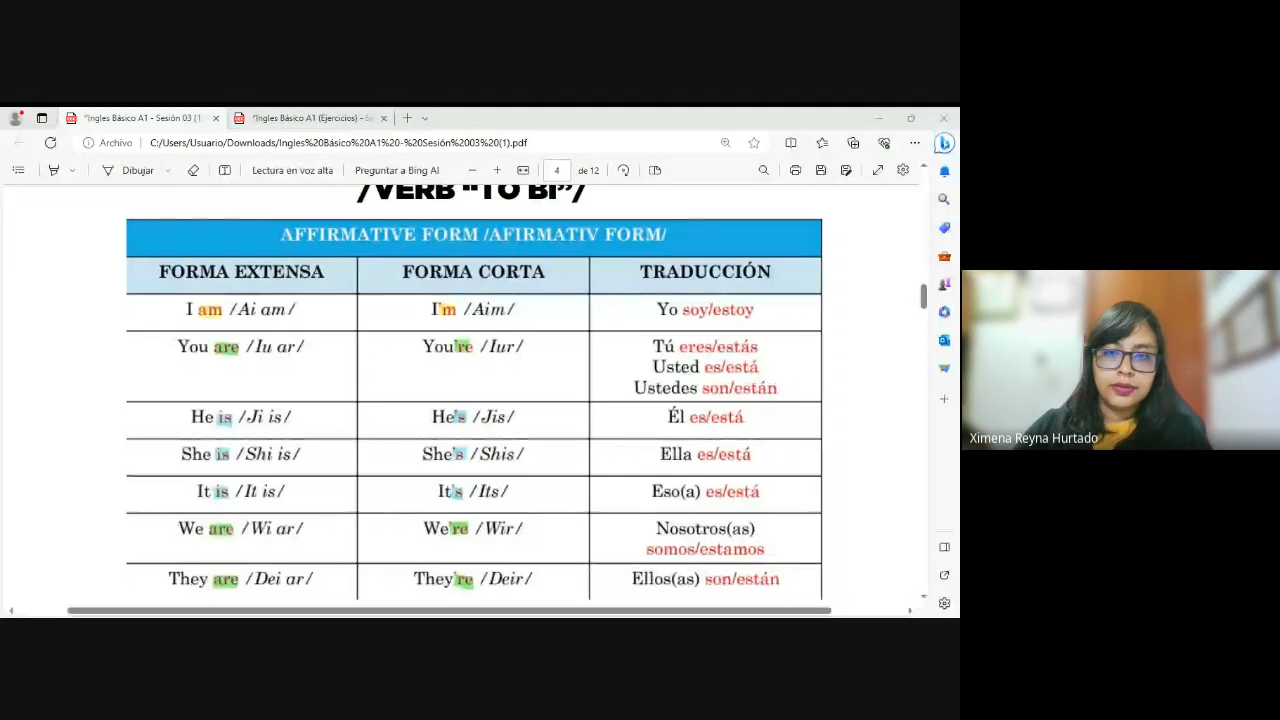 *Ingles Básico A1 - Sesión 03 (1)
*Ingles Básico A1 (Ejercicios) -
Archivo C:/Users/Usuario/Downloads/Ingles%20Básico%20A1%20-%20Sesión%2003%20(1).pdf
Dibujar Lectura en voz alta Preguntar a Bing AI 4 de 12
/VERB “TO BI”/
AFFIRMATIVE FORM /AFIRMATIV FORM/
FORMA EXTENSA FORMA CORTA TRADUCCIÓN
I am /Ai am/ I'm /Aim/ Yo soy/estoy
You are /Iu ar/ You're /Iur/ Tú eres/estás
Usted es/está
Ustedes son/están
He is /Ji is/ He's /Jis/ Él es/está
She is /Shi is/ She's /Shis/ Ella es/está
It is /It is/ It's /Its/ Eso(a) es/está
We are /Wi ar/ We're /Wir/ Nosotros(as)
somos/estamos
They are /Dei ar/ They're /Deir/ Ellos(as) son/están
Ximena Reyna Hurtado